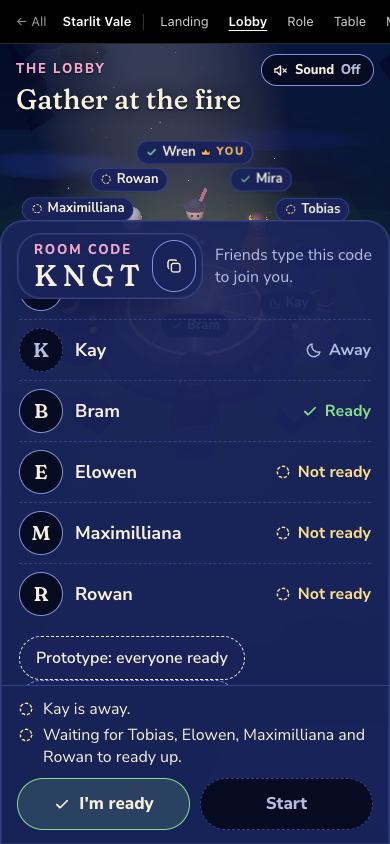 ← All Starlit Vale Landing Lobby Role Table
THE LOBBY
Sound Off
Gather at the fire
Wren YOU
Rowan
Mira
Maximilliana
Tobias
ROOM CODE
KNGT
Friends type this code
to join you.
Kay
Bram
K Kay Away
B Bram Ready
E Elowen Not ready
M Maximilliana Not ready
R Rowan Not ready
Prototype: everyone ready
Kay is away.
Waiting for Tobias, Elowen, Maximilliana and
Rowan to ready up.
I'm ready
Start